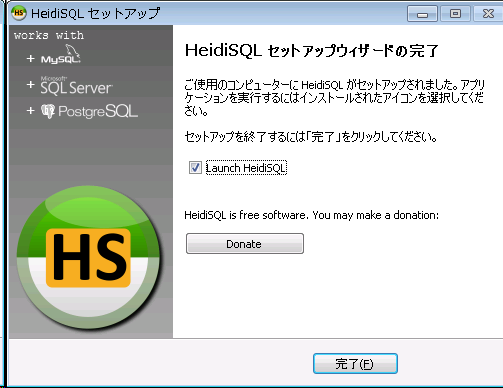 HeidiSQL セットアップ
works with
+ MySQL
Microsoft
+ SQL Server
+ PostgreSQL
HS
HeidiSQL セットアップウィザードの完了
ご使用のコンピューターに HeidiSQL がセットアップされました。アプリ
ケーションを実行するにはインストールされたアイコンを選択してくだ
さい。
セットアップを終了するには「完了」をクリックしてください。
Launch HeidiSQL
HeidiSQL is free software. You may make a donation:
Donate
完了(F)